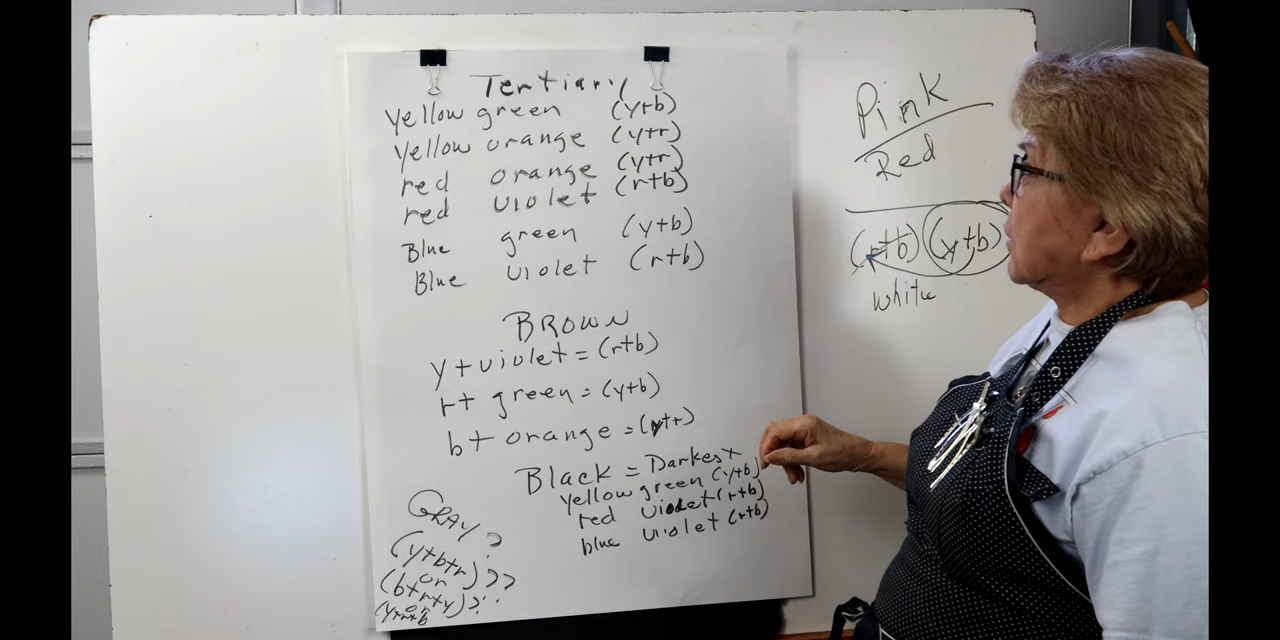 Tertiary
Yellow green (y+b)
Yellow orange (y+r)
red orange (y+r)
red violet (r+b)
Blue green (y+b)
Blue violet (r+b)
BROWN
y+violet = (r+b)
r+ green = (y+b)
b+ orange = (y+r)
Black = Darkest
Yellow green (y+b)
red violet (r+b)
blue violet (r+b)
GRAY ?
(y+b+r)
or
(b+r+y) ??
or
(y+r+b) ??
Pink
Red
(r+b) (y+b)
white